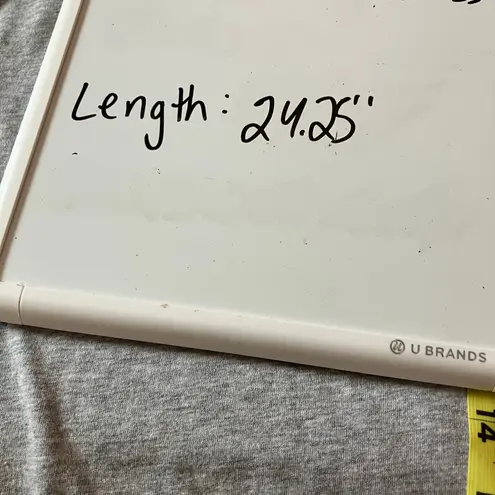 Length: 24.25"
U BRANDS
14